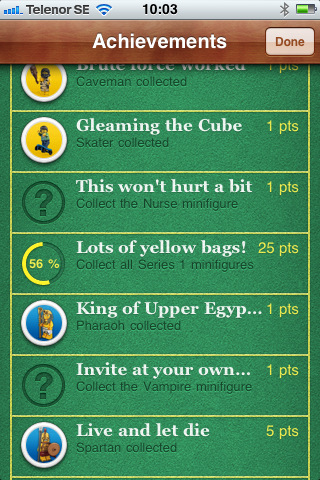 Telenor SE 10:03
Achievements
Done
Brute force worked 1 pts
Caveman collected
Gleaming the Cube 1 pts
Skater collected
? This won't hurt a bit 1 pts
Collect the Nurse minifigure
56 % Lots of yellow bags! 25 pts
Collect all Series 1 minifigures
King of Upper Egyp... 1 pts
Pharaoh collected
? Invite at your own... 1 pts
Collect the Vampire minifigure
Live and let die 5 pts
Spartan collected